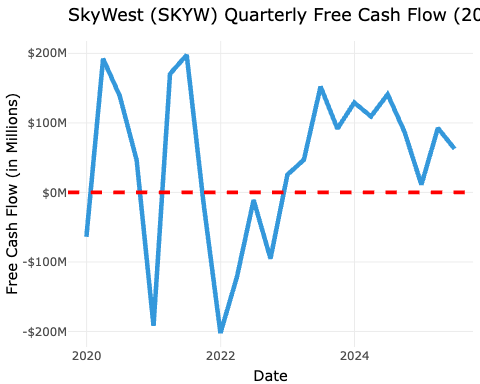 SkyWest (SKYW) Quarterly Free Cash Flow (20
$200M
$100M
$0M
-$100M
-$200M
Free Cash Flow (in Millions)
2020
2022
2024
Date